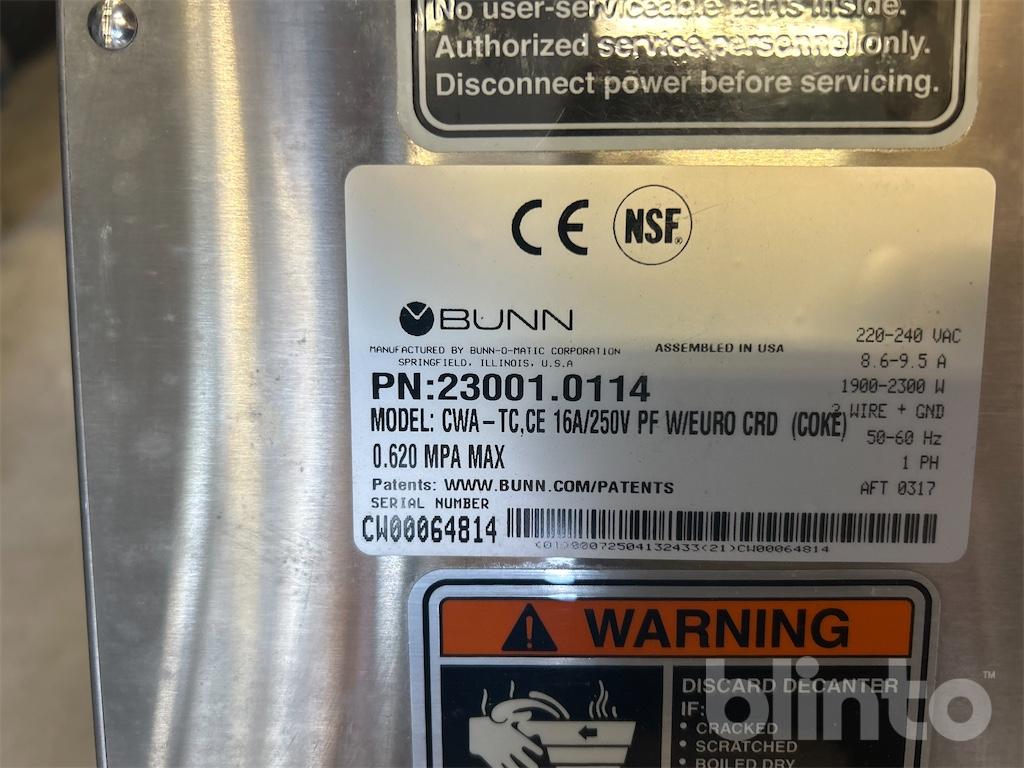 No user-serviceable parts inside.
Authorized service personnel only.
Disconnect power before servicing.
CE
NSF®
BUNN
MANUFACTURED BY BUNN-O-MATIC CORPORATION
SPRINGFIELD, ILLINOIS, U.S.A
ASSEMBLED IN USA
220-240 VAC
8.6-9.5 A
1900-2300 W
WIRE + GND
50-60 Hz
1 PH
AFT 0317
PN:23001.0114
MODEL: CWA-TC,CE 16A/250V PF W/EURO CRD (COKE)
0.620 MPA MAX
Patents: WWW.BUNN.COM/PATENTS
SERIAL NUMBER
CW00064814
(01)00072504132433(21)CW00064814
WARNING
DISCARD DECANTER
IF:
• CRACKED
• SCRATCHED
• BOILED DRY
blinto™